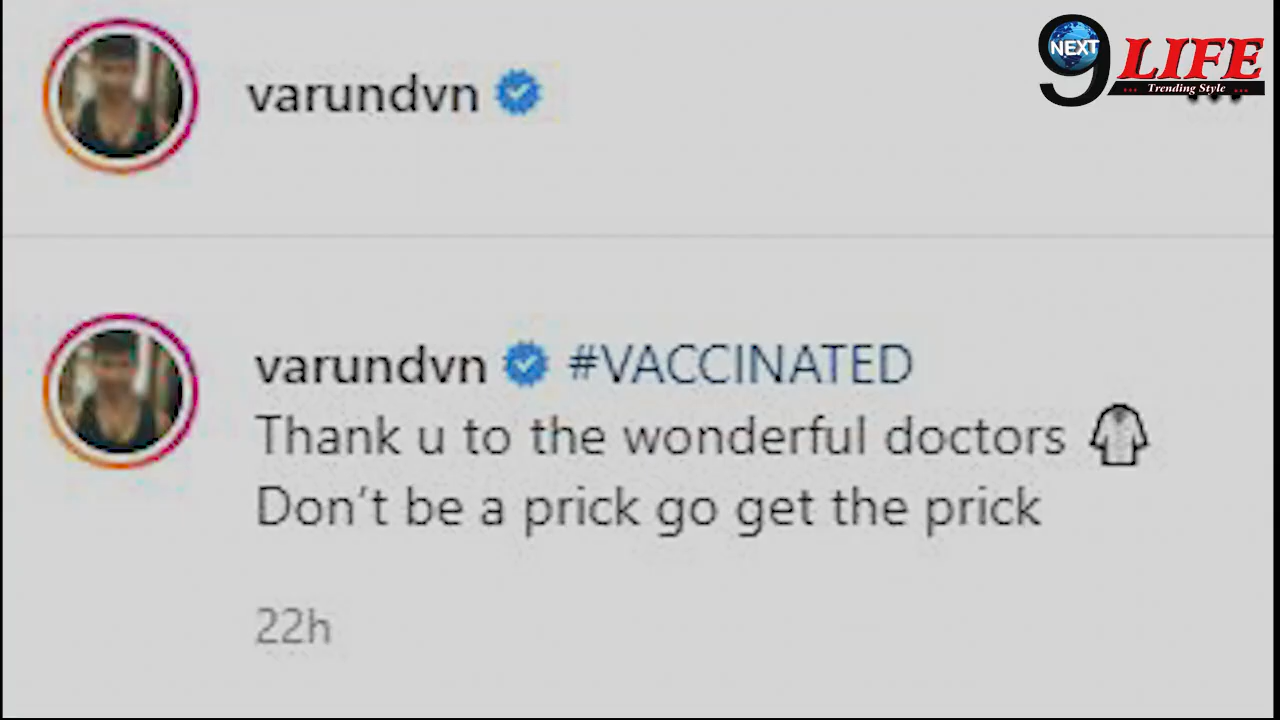 varundvn
9 NEXT LIFE
... Trending Style ...
varundvn #VACCINATED
Thank u to the wonderful doctors 🥼
Don't be a prick go get the prick
22h